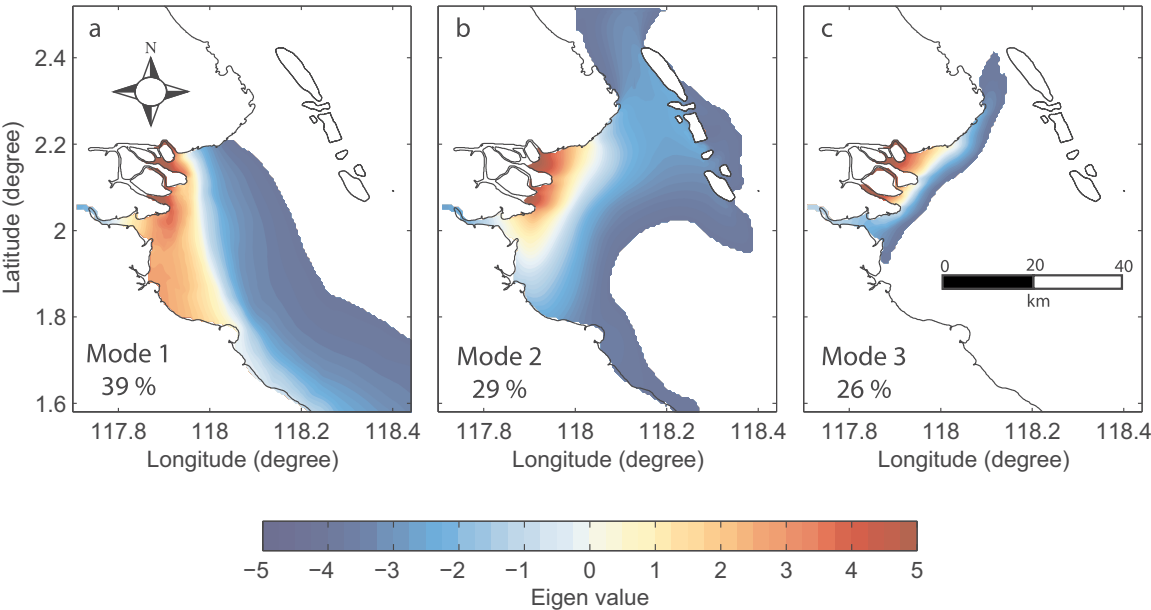 a
b
c
N
2.4
2.2
2
1.8
1.6
Latitude (degree)
0 20 40
km
Mode 1
39 %
Mode 2
29 %
Mode 3
26 %
117.8 118 118.2 118.4
117.8 118 118.2 118.4
117.8 118 118.2 118.4
Longitude (degree)
Longitude (degree)
Longitude (degree)
−5 −4 −3 −2 −1 0 1 2 3 4 5
Eigen value